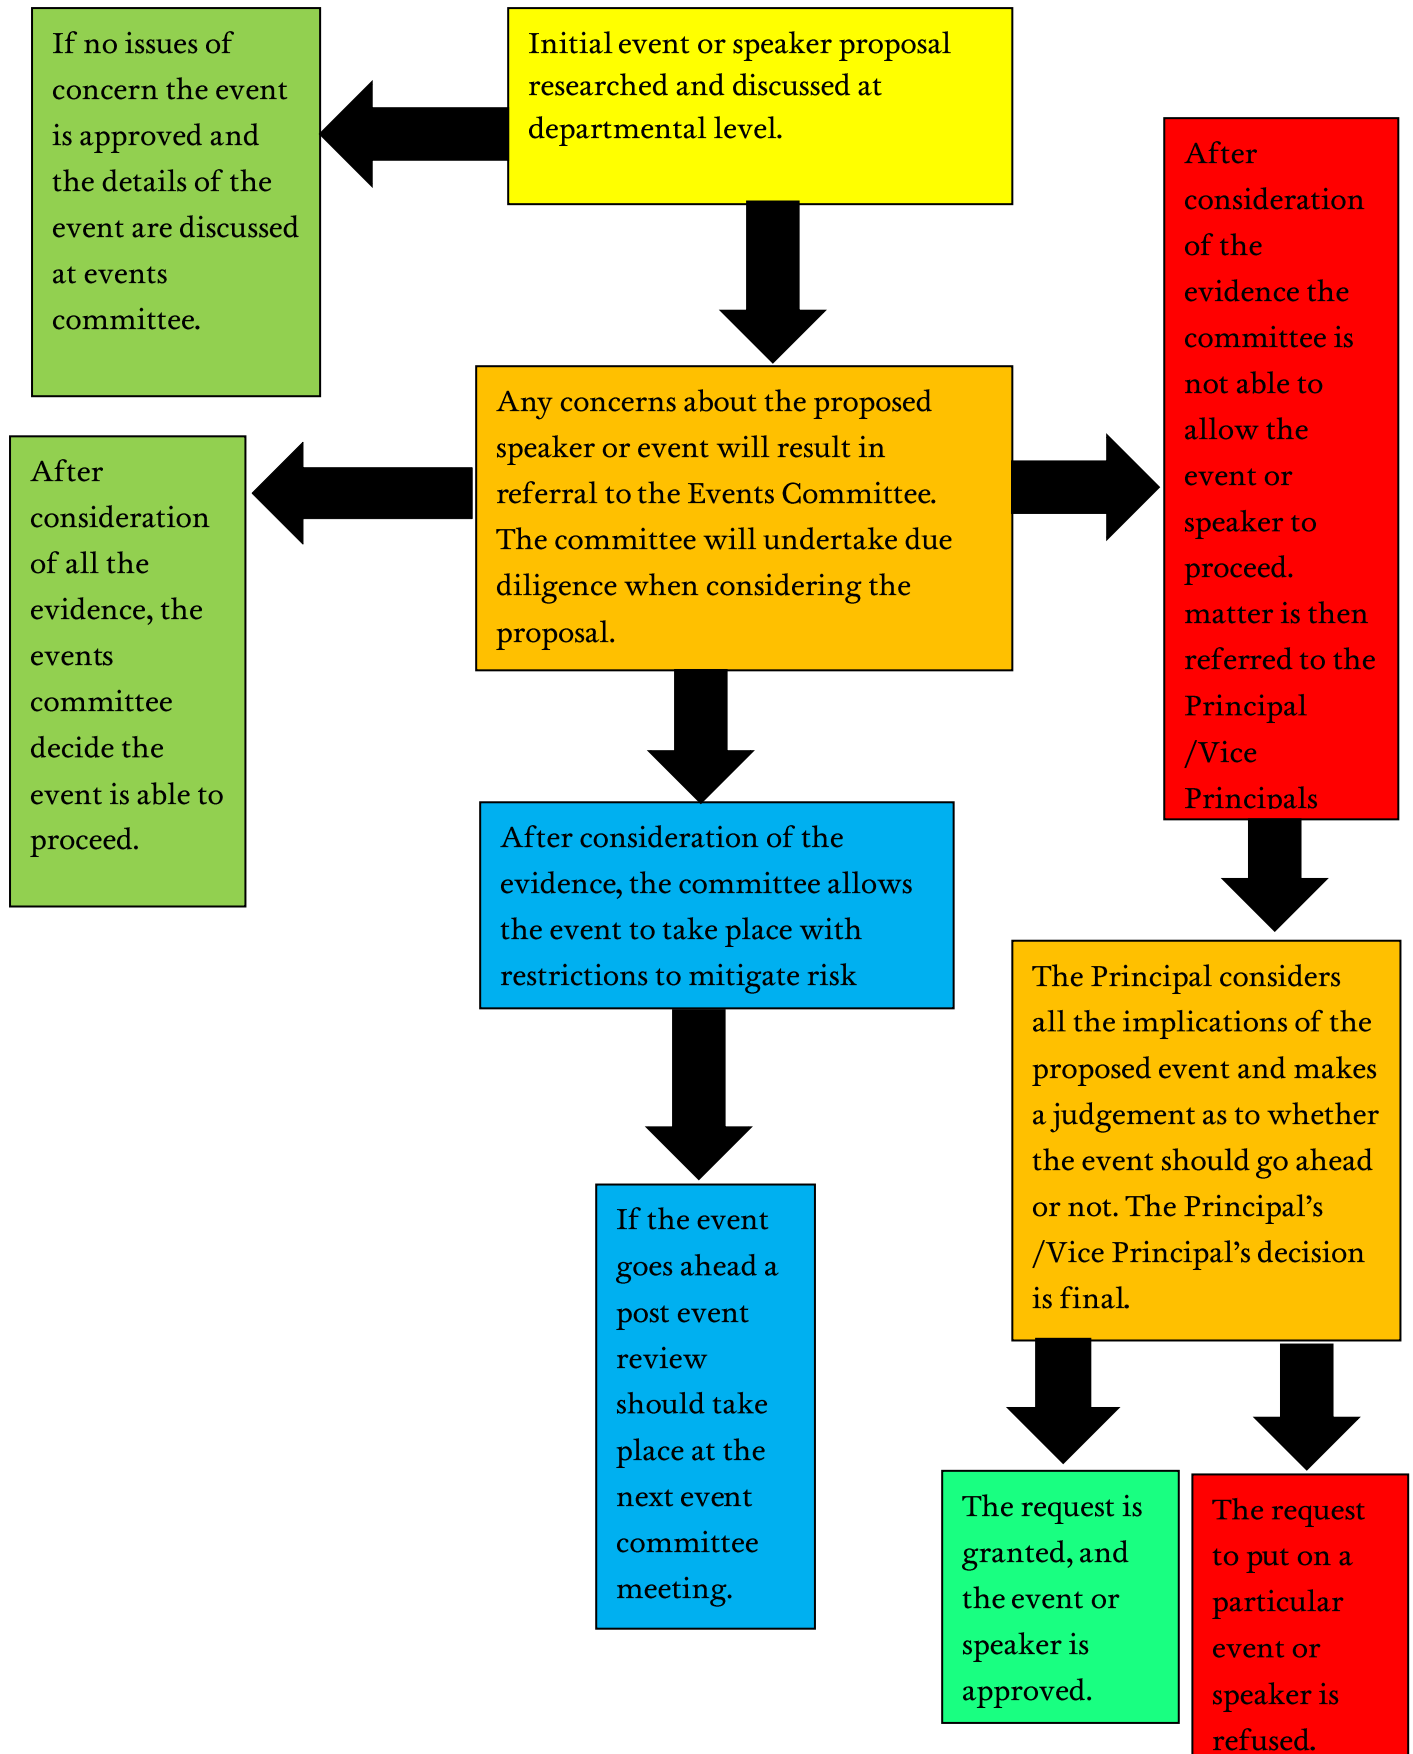 If no issues of
concern the event
is approved and
the details of the
event are discussed
at events
committee.
Initial event or speaker proposal
researched and discussed at
departmental level.
After
consideration
of the
evidence the
committee is
not able to
allow the
event or
speaker to
proceed.
matter is then
referred to the
Principal
/Vice
Principals
Any concerns about the proposed
speaker or event will result in
referral to the Events Committee.
The committee will undertake due
diligence when considering the
proposal.
After
consideration
of all the
evidence, the
events
committee
decide the
event is able to
proceed.
After consideration of the
evidence, the committee allows
the event to take place with
restrictions to mitigate risk
The Principal considers
all the implications of the
proposed event and makes
a judgement as to whether
the event should go ahead
or not. The Principal’s
/Vice Principal’s decision
is final.
If the event
goes ahead a
post event
review
should take
place at the
next event
committee
meeting.
The request is
granted, and
the event or
speaker is
approved.
The request
to put on a
particular
event or
speaker is
refused.